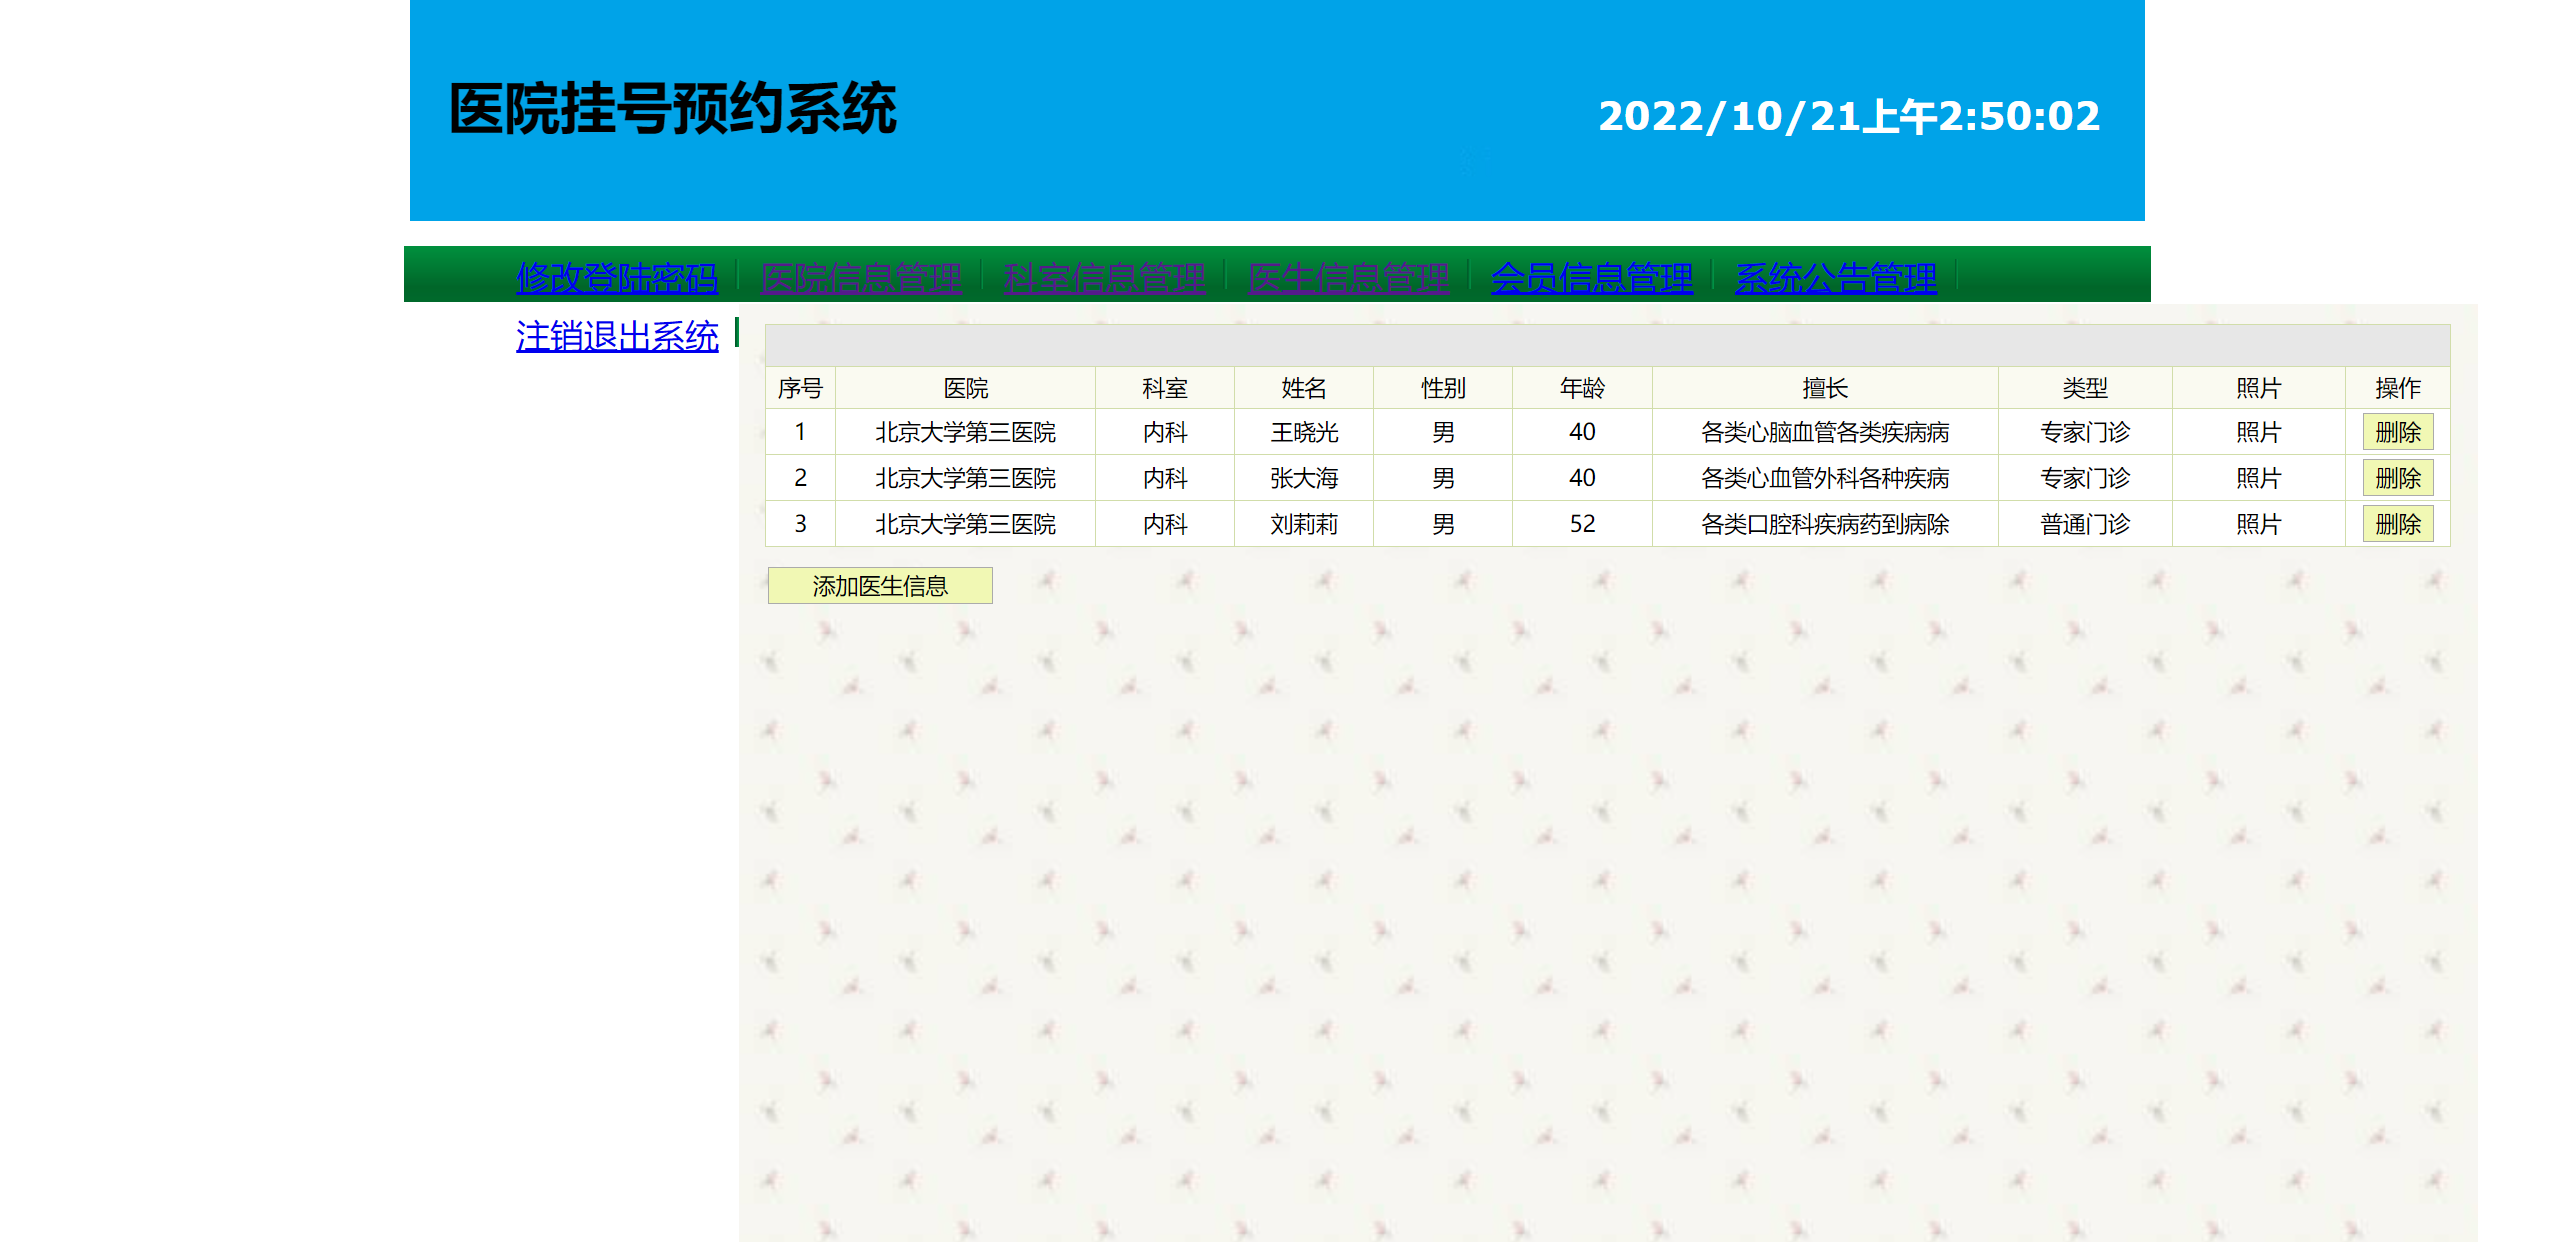 医院挂号预约系统
2022/10/21上午2:50:02
修改登陆密码 医院信息管理 科室信息管理 医生信息管理 会员信息管理 系统公告管理
注销退出系统
序号 医院 科室 姓名 性别 年龄 擅长 类型 照片 操作
1 北京大学第三医院 内科 王晓光 男 40 各类心脑血管各类疾病病 专家门诊 照片 删除
2 北京大学第三医院 内科 张大海 男 40 各类心血管外科各种疾病 专家门诊 照片 删除
3 北京大学第三医院 内科 刘莉莉 男 52 各类口腔科疾病药到病除 普通门诊 照片 删除
添加医生信息